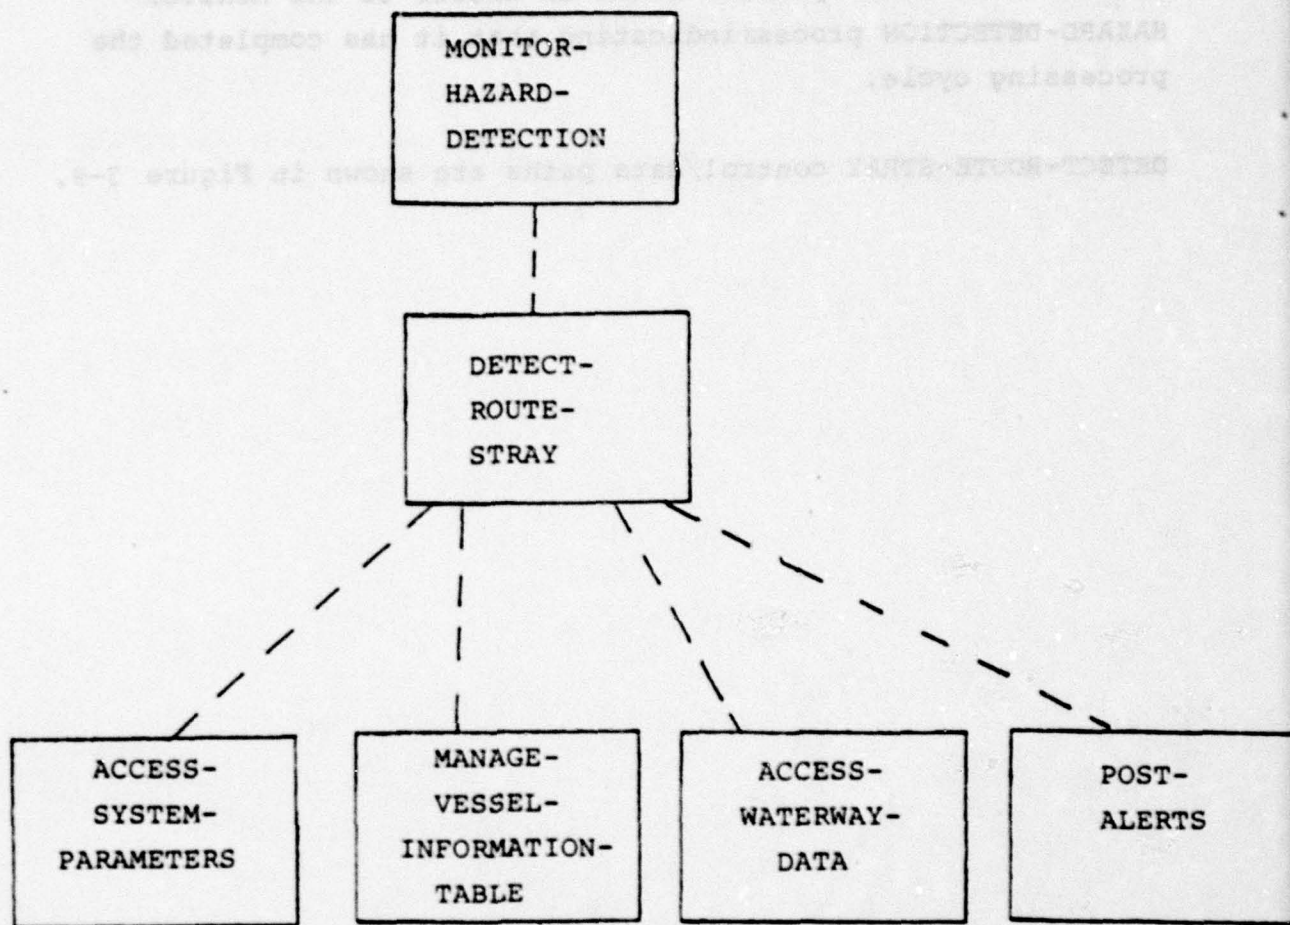 HAZARD-DETECTION process indicating that it has completed the
processing cycle.
DETECT-ROUTE-STRAY control/data paths are shown in Figure 3-9.
MONITOR-
HAZARD-
DETECTION
DETECT-
ROUTE-
STRAY
ACCESS-
SYSTEM-
PARAMETERS
MANAGE-
VESSEL-
INFORMATION-
TABLE
ACCESS-
WATERWAY-
DATA
POST-
ALERTS